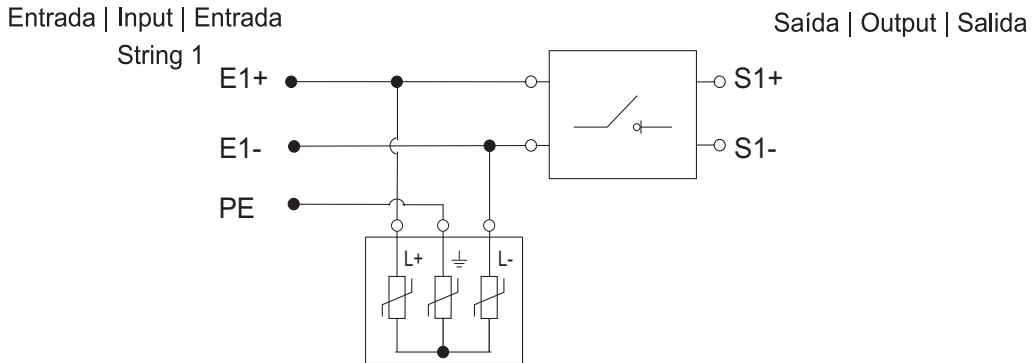 Entrada | Input | Entrada
Saída | Output | Salida
String 1
E1+
S1+
E1-
S1-
PE
L+
L-